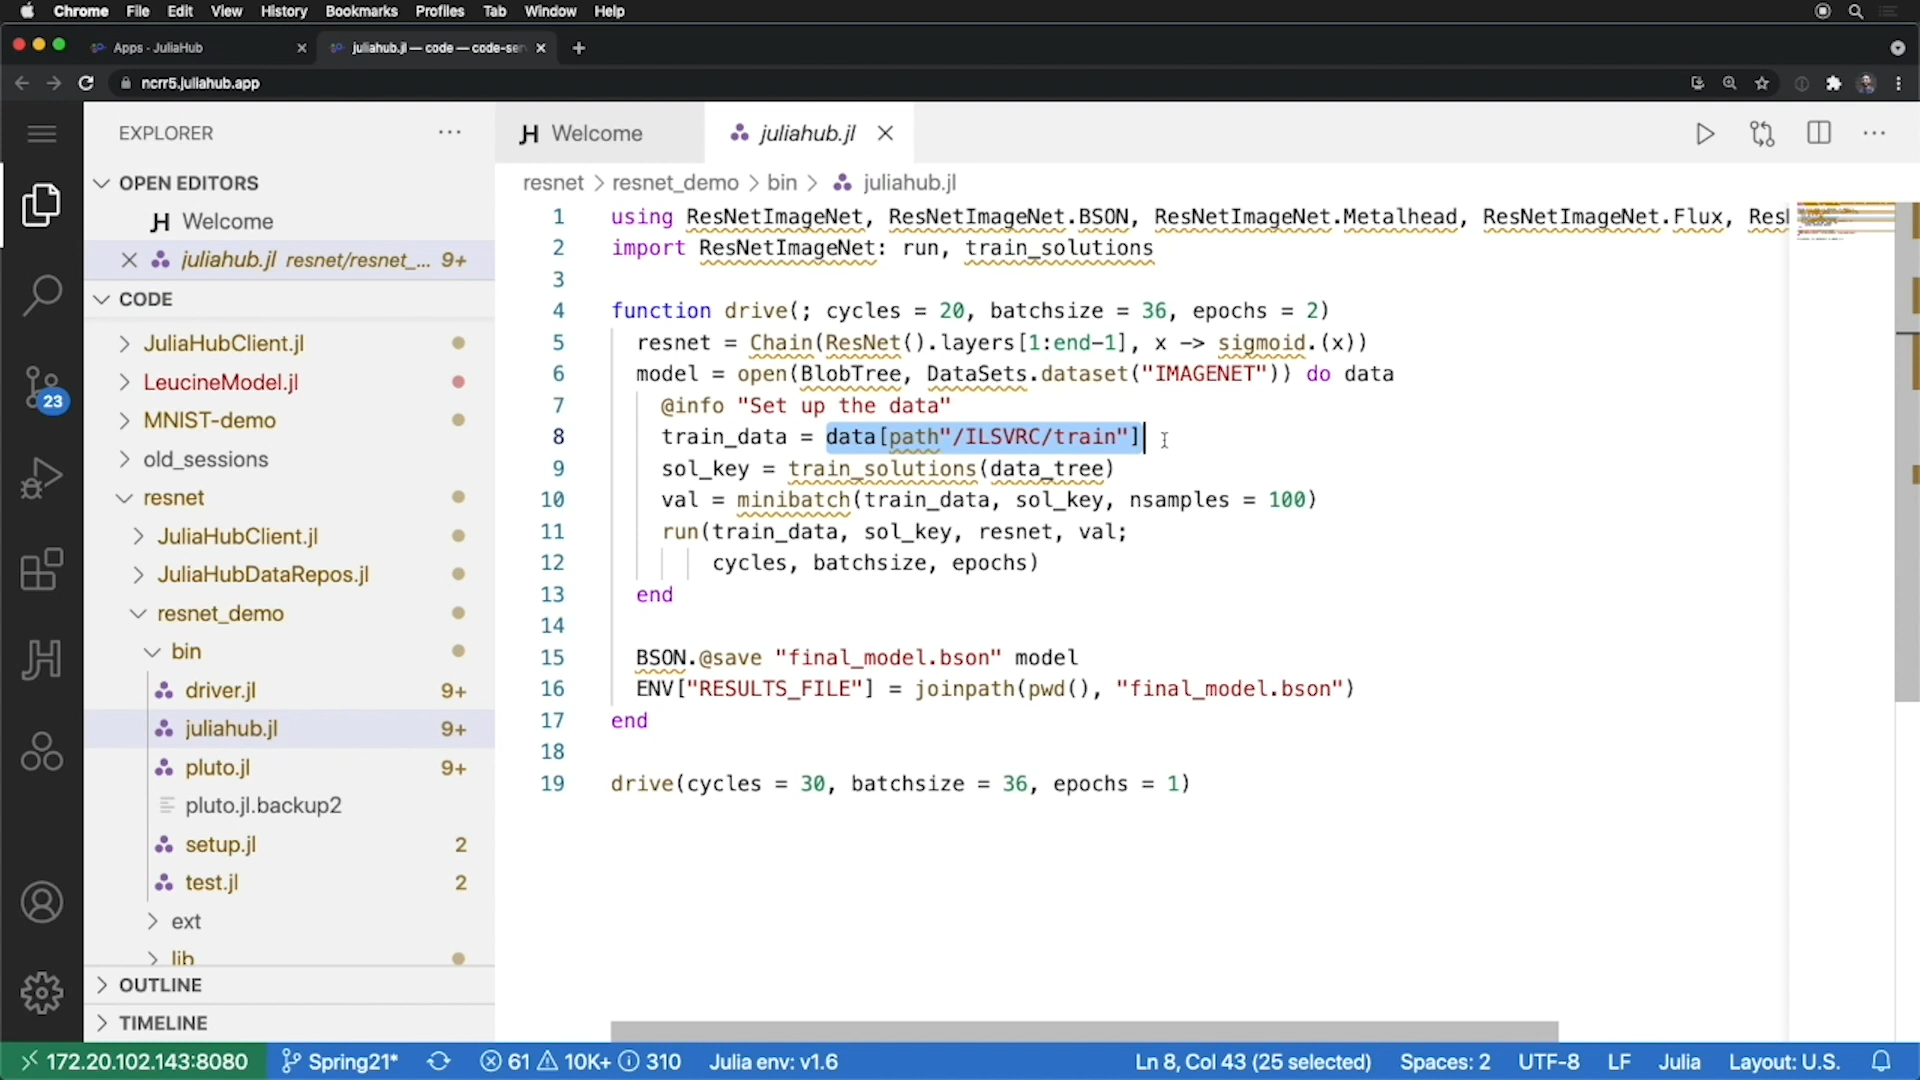 Chrome File Edit View History Bookmarks Profiles Tab Window Help
Apps - JuliaHub
juliahub.jl — code — code-ser
ncrr5.juliahub.app
EXPLORER
OPEN EDITORS
Welcome
juliahub.jl resnet/resnet_... 9+
CODE
JuliaHubClient.jl
LeucineModel.jl
MNIST-demo
old_sessions
resnet
JuliaHubClient.jl
JuliaHubDataRepos.jl
resnet_demo
bin
driver.jl 9+
juliahub.jl 9+
pluto.jl 9+
pluto.jl.backup2
setup.jl 2
test.jl 2
ext
lib
OUTLINE
TIMELINE
23
Welcome
juliahub.jl
resnet > resnet_demo > bin > juliahub.jl
1 using ResNetImageNet, ResNetImageNet.BSON, ResNetImageNet.Metalhead, ResNetImageNet.Flux, Resl
2 import ResNetImageNet: run, train_solutions
3
4 function drive(; cycles = 20, batchsize = 36, epochs = 2)
5 resnet = Chain(ResNet().layers[1:end-1], x -> sigmoid.(x))
6 model = open(BlobTree, DataSets.dataset("IMAGENET")) do data
7 @info "Set up the data"
8 train_data = data[path"/ILSVRC/train"]
9 sol_key = train_solutions(data_tree)
10 val = minibatch(train_data, sol_key, nsamples = 100)
11 run(train_data, sol_key, resnet, val;
12 cycles, batchsize, epochs)
13 end
14
15 BSON.@save "final_model.bson" model
16 ENV["RESULTS_FILE"] = joinpath(pwd(), "final_model.bson")
17 end
18
19 drive(cycles = 30, batchsize = 36, epochs = 1)
172.20.102.143:8080 Spring21* 61 10K+ 310 Julia env: v1.6 Ln 8, Col 43 (25 selected) Spaces: 2 UTF-8 LF Julia Layout: U.S.